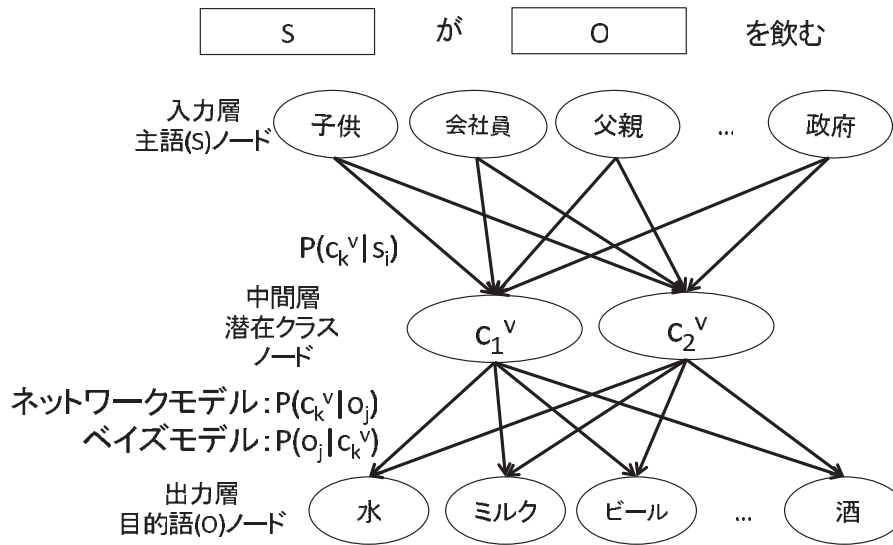 S が O を飲む
入力層
主語(S)ノード
子供 会社員 父親 ... 政府
P(c_k^v|s_i)
中間層
潜在クラス
ノード
c_1^v c_2^v
ネットワークモデル:P(c_k^v|o_j)
ベイズモデル:P(o_j|c_k^v)
出力層
目的語(O)ノード
水 ミルク ビール ... 酒